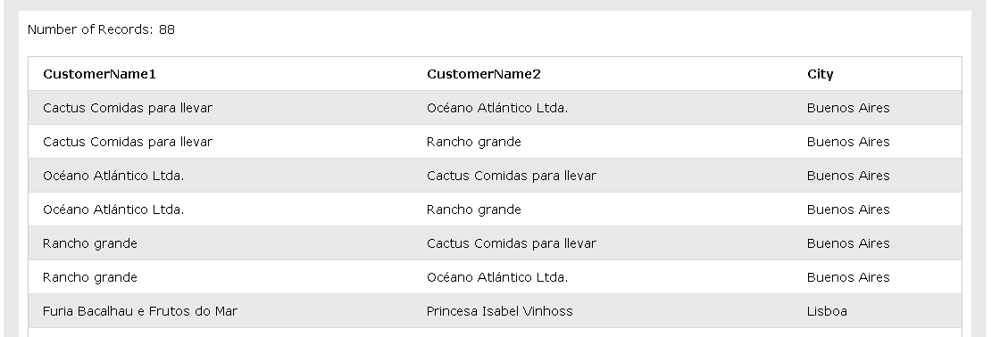 Number of Records: 88
CustomerName1 CustomerName2 City
Cactus Comidas para llevar Océano Atlántico Ltda. Buenos Aires
Cactus Comidas para llevar Rancho grande Buenos Aires
Océano Atlántico Ltda. Cactus Comidas para llevar Buenos Aires
Océano Atlántico Ltda. Rancho grande Buenos Aires
Rancho grande Cactus Comidas para llevar Buenos Aires
Rancho grande Océano Atlántico Ltda. Buenos Aires
Furia Bacalhau e Frutos do Mar Princesa Isabel Vinhoss Lisboa